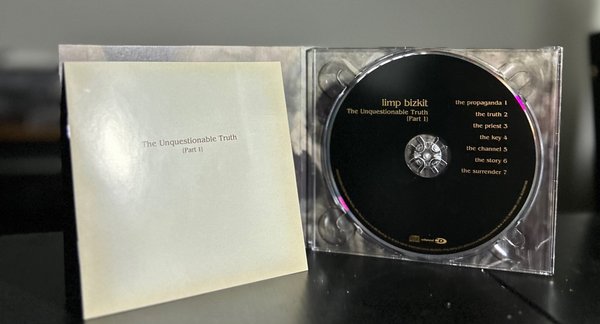 The Unquestionable Truth
(Part 1)
limp bizkit
The Unquestionable Truth
(Part 1)
the propaganda 1
the truth 2
the priest 3
the key 4
the channel 5
the story 6
the surrender 7